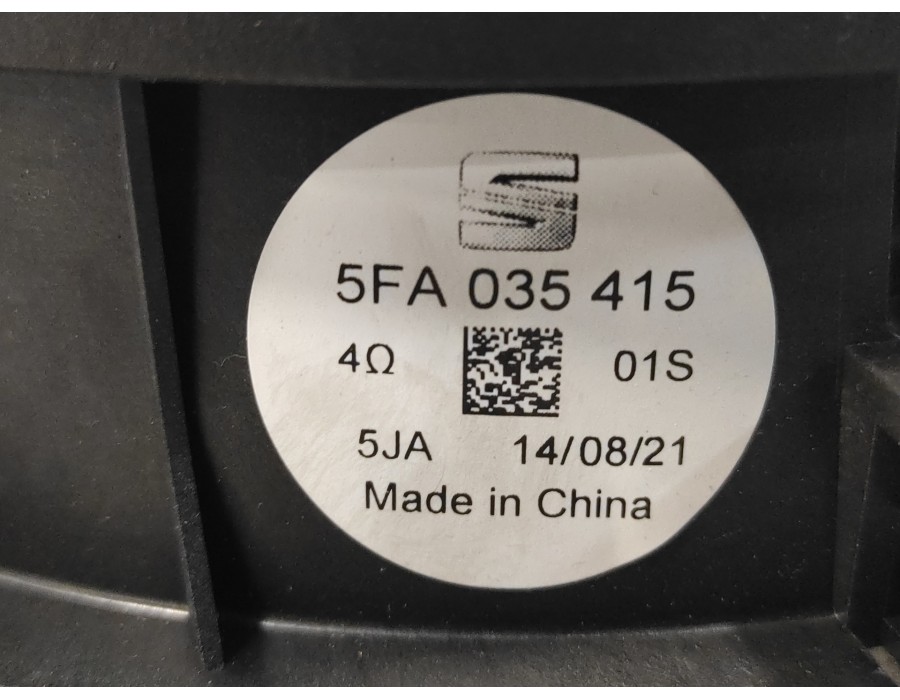 5FA 035 415
4Ω 01S
5JA 14/08/21
Made in China